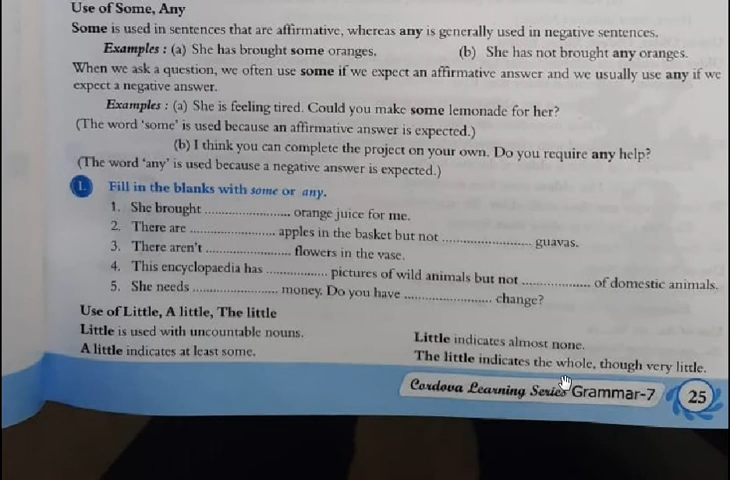 Use of Some, Any
Some is used in sentences that are affirmative, whereas any is generally used in negative sentences.
Examples : (a) She has brought some oranges. (b) She has not brought any oranges.
When we ask a question, we often use some if we expect an affirmative answer and we usually use any if we
expect a negative answer.
Examples : (a) She is feeling tired. Could you make some lemonade for her?
(The word 'some' is used because an affirmative answer is expected.)
(b) I think you can complete the project on your own. Do you require any help?
(The word 'any' is used because a negative answer is expected.)
I. Fill in the blanks with some or any.
1. She brought ........................ orange juice for me.
2. There are ........................ apples in the basket but not ........................ guavas.
3. There aren't ........................ flowers in the vase.
4. This encyclopaedia has ................. pictures of wild animals but not ................... of domestic animals.
5. She needs ........................ money. Do you have ........................ change?
Use of Little, A little, The little
Little is used with uncountable nouns. Little indicates almost none.
A little indicates at least some. The little indicates the whole, though very little.
Cordova Learning Series Grammar-7 25